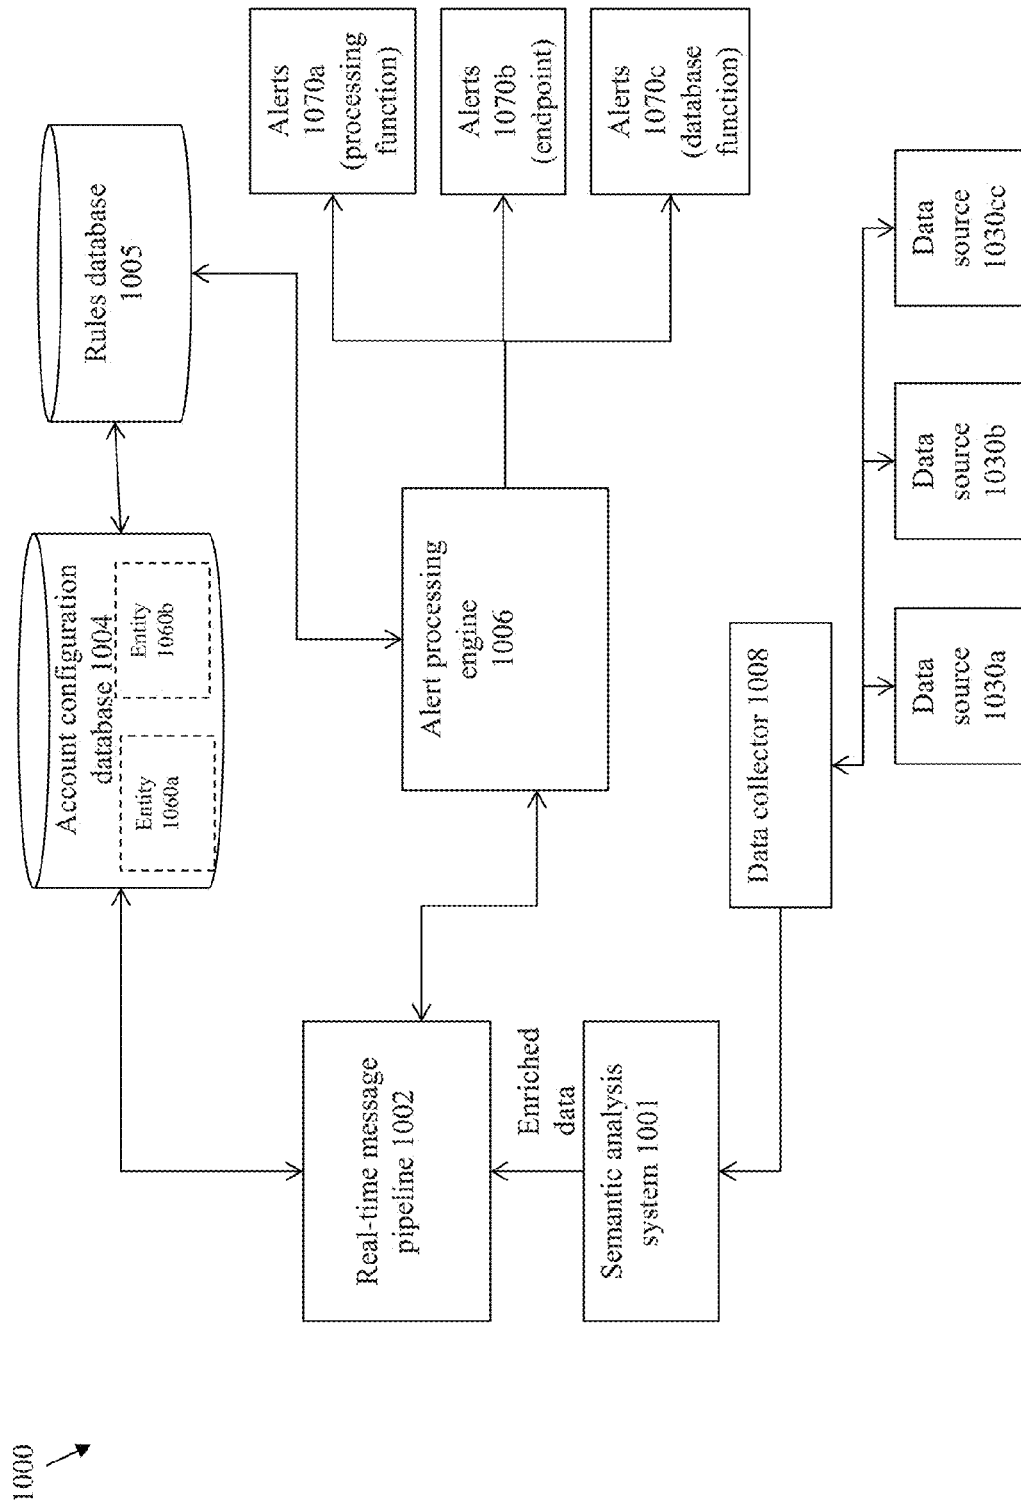 1000
Account configuration
database 1004
Entity
1060a
Entity
1060b
Rules database
1005
Real-time message
pipeline 1002
Alert processing
engine
1006
Alerts
1070a
(processing
function)
Alerts
1070b
(endpoint)
Alerts
1070c
(database
function)
Enriched
data
Semantic analysis
system 1001
Data collector 1008
Data
source
1030a
Data
source
1030b
Data
source
1030cc